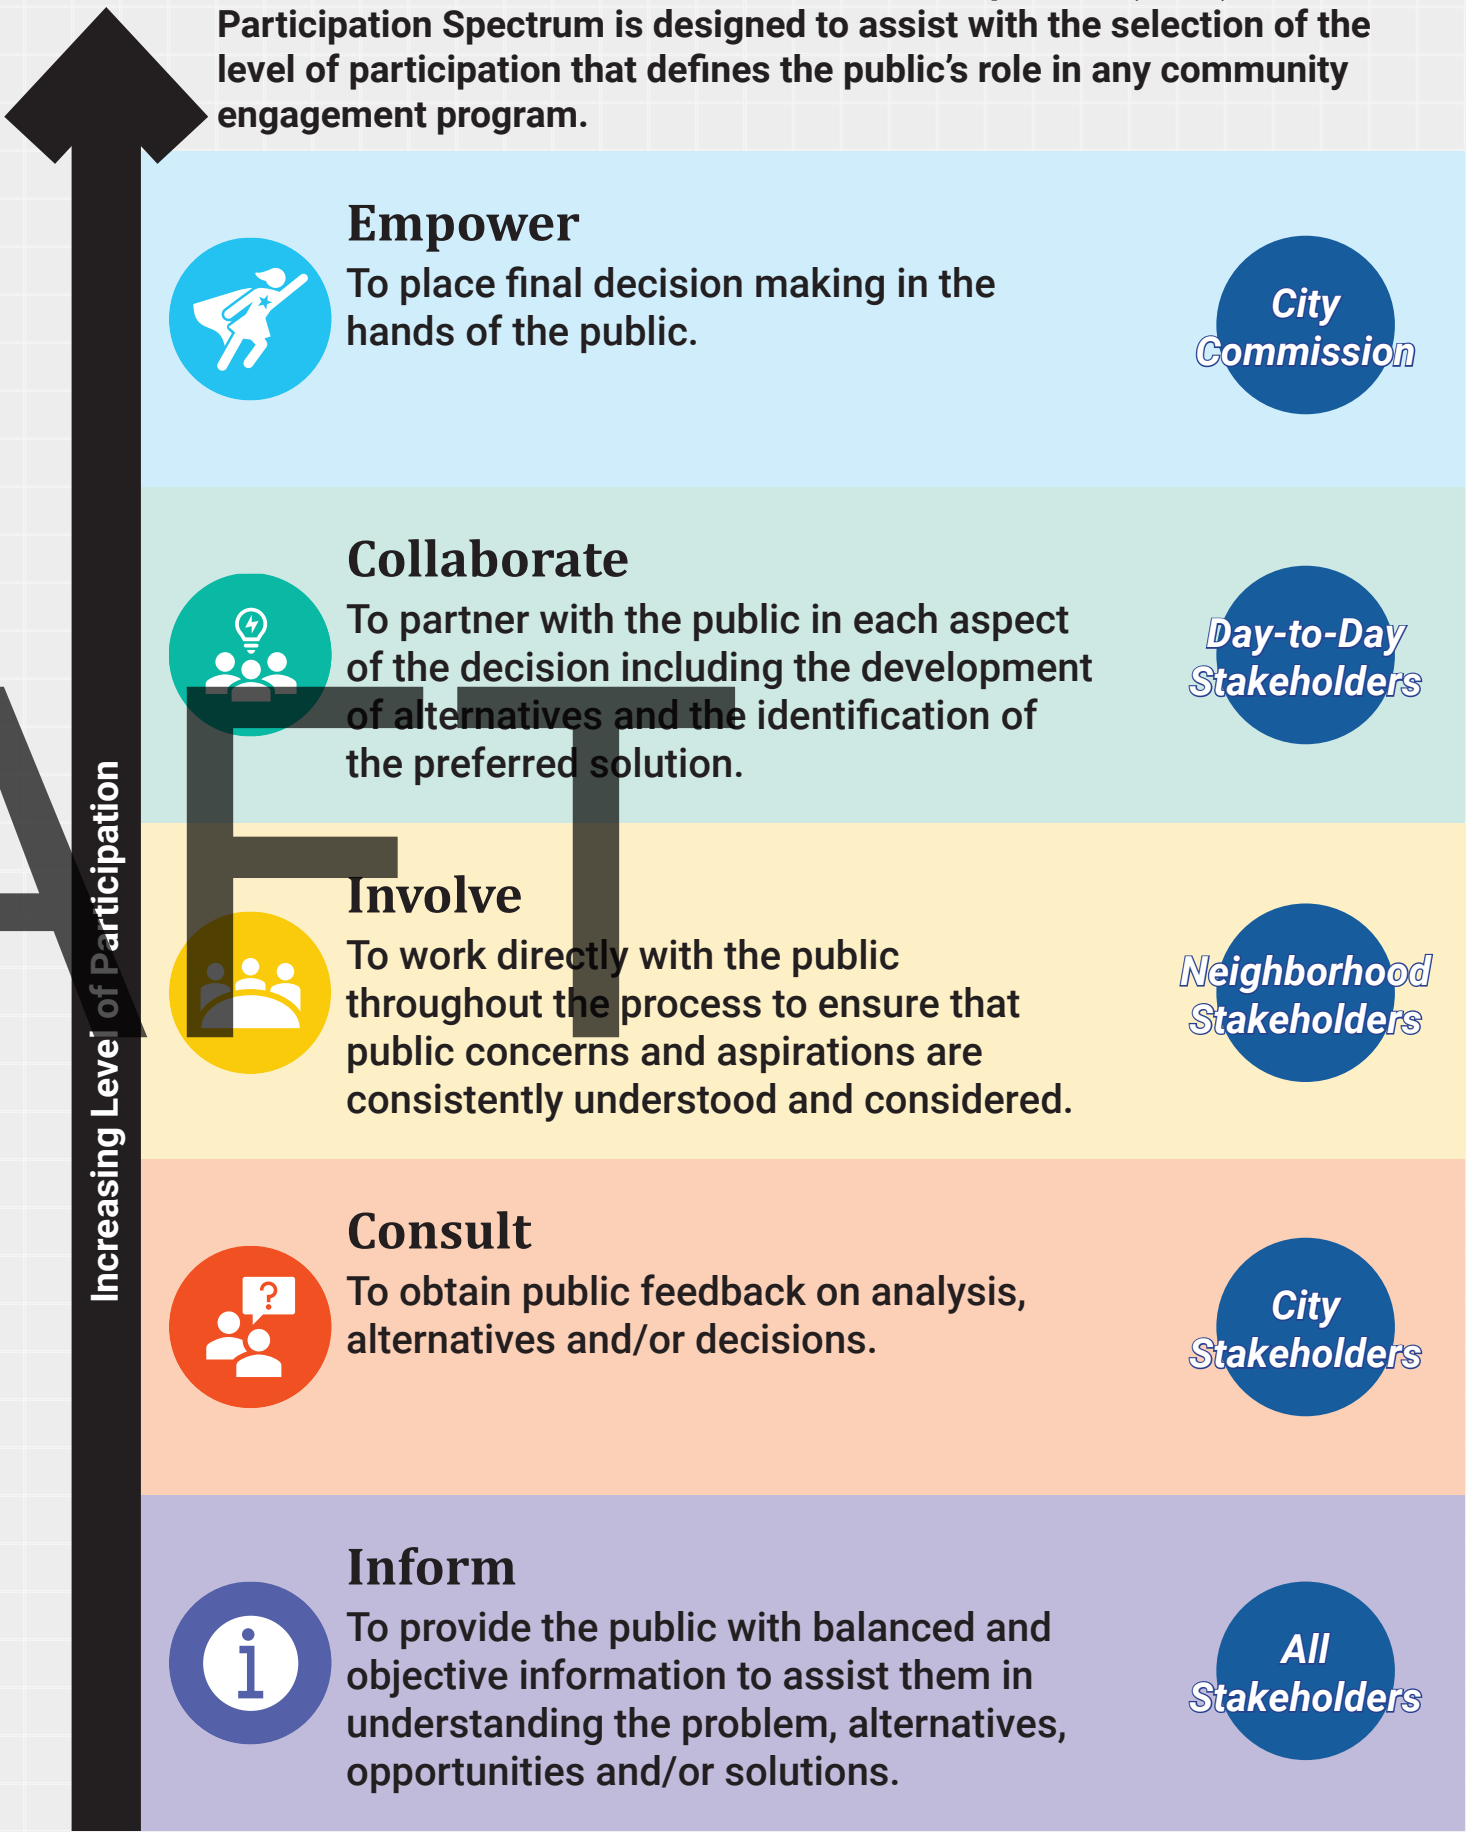 Participation Spectrum is designed to assist with the selection of the
level of participation that defines the public’s role in any community
engagement program.
Empower
To place final decision making in the
hands of the public.
City
Commission
Collaborate
To partner with the public in each aspect
of the decision including the development
of alternatives and the identification of
the preferred solution.
Day-to-Day
Stakeholders
Increasing Level of Participation
AFT
Involve
To work directly with the public
throughout the process to ensure that
public concerns and aspirations are
consistently understood and considered.
Neighborhood
Stakeholders
Consult
To obtain public feedback on analysis,
alternatives and/or decisions.
?
City
Stakeholders
Inform
i
To provide the public with balanced and
objective information to assist them in
understanding the problem, alternatives,
opportunities and/or solutions.
All
Stakeholders